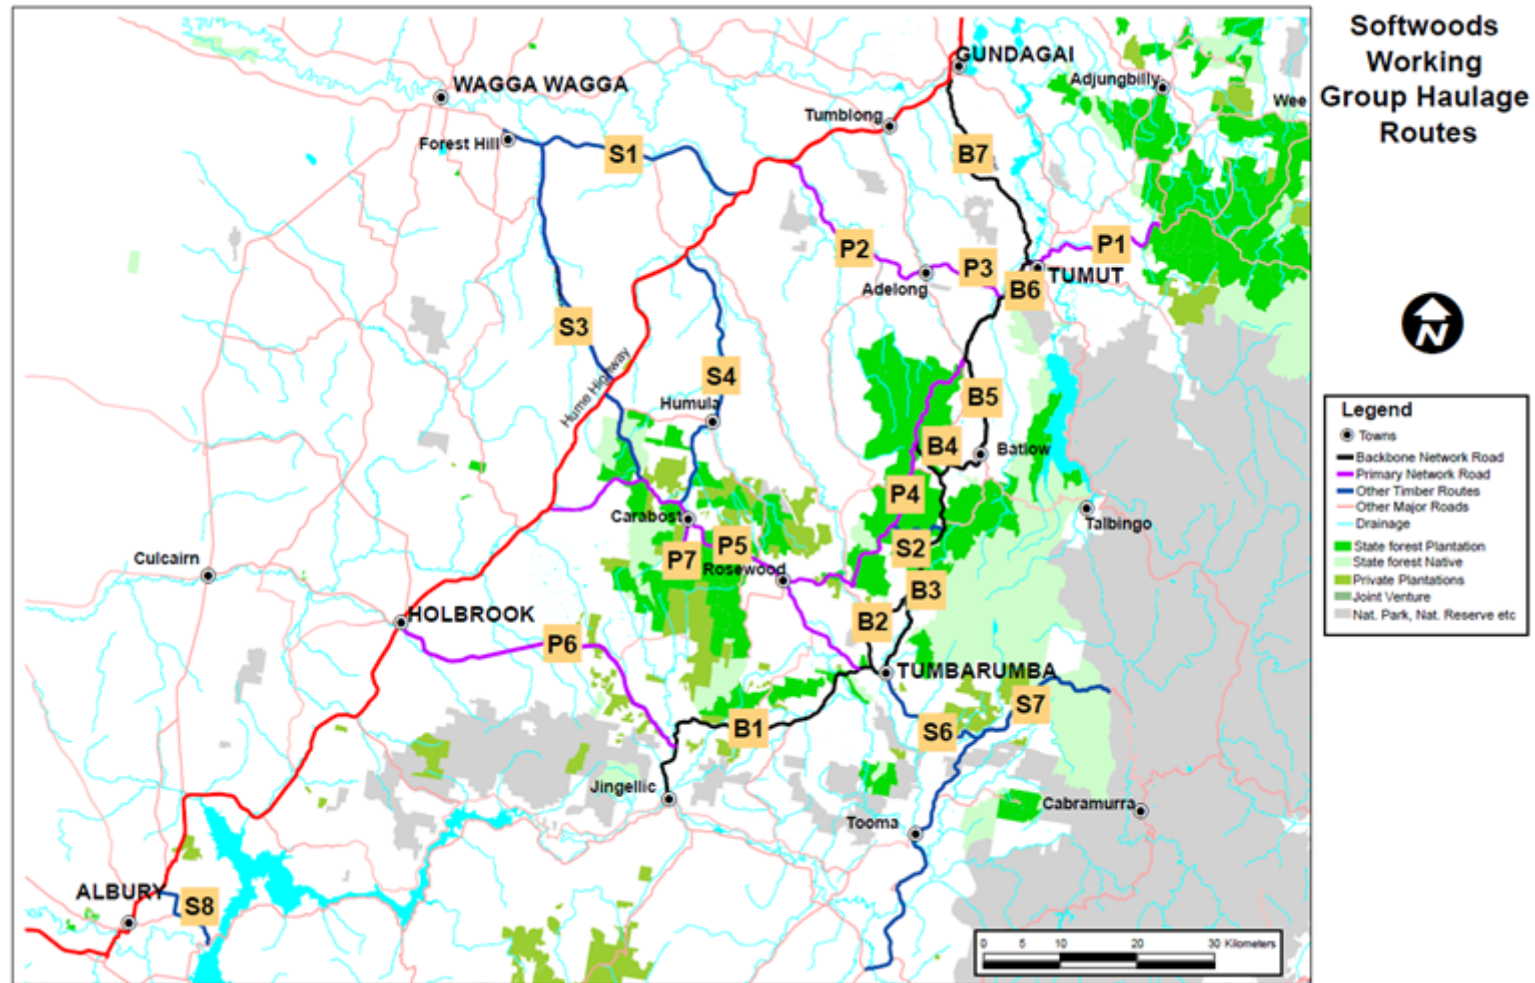 Softwoods
Working
Group Haulage
Routes
GUNDAGAI
WAGGA WAGGA
Adjungbilly
Wee
Tumblong
Forest Hill
S1
B7
P2
P3
P1
Adelong
TUMUT
B6
S3
Hume Highway
S4
Humula
B5
B4
Batlow
P4
Carabost
Talbingo
P7
P5
S2
Rosewood
Culcairn
B3
HOLBROOK
B2
P6
TUMBARUMBA
S7
B1
S6
Jingellic
Cabramurra
Tooma
ALBURY
S8
0 5 10 20 30 Kilometers
N
Legend
Towns
Backbone Network Road
Primary Network Road
Other Timber Routes
Other Major Roads
Drainage
State forest Plantation
State forest Native
Private Plantations
Joint Venture
Nat. Park, Nat. Reserve etc